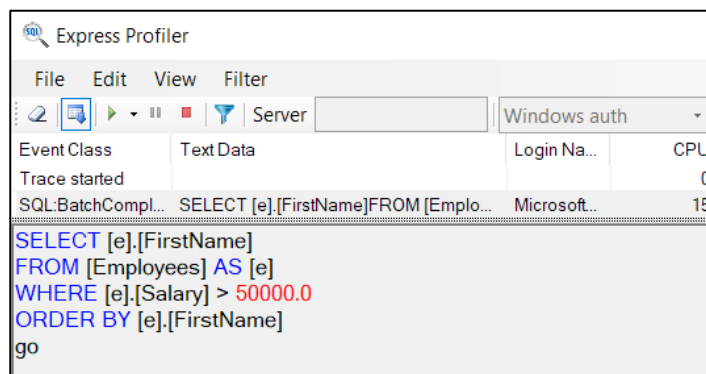 Express Profiler
File Edit View Filter
Server Windows auth
Event Class Text Data Login Na... CPU
Trace started
SQL:BatchCompl... SELECT [e].[FirstName]FROM [Emplo... Microsoft... 15
SELECT [e].[FirstName]
FROM [Employees] AS [e]
WHERE [e].[Salary] > 50000.0
ORDER BY [e].[FirstName]
go